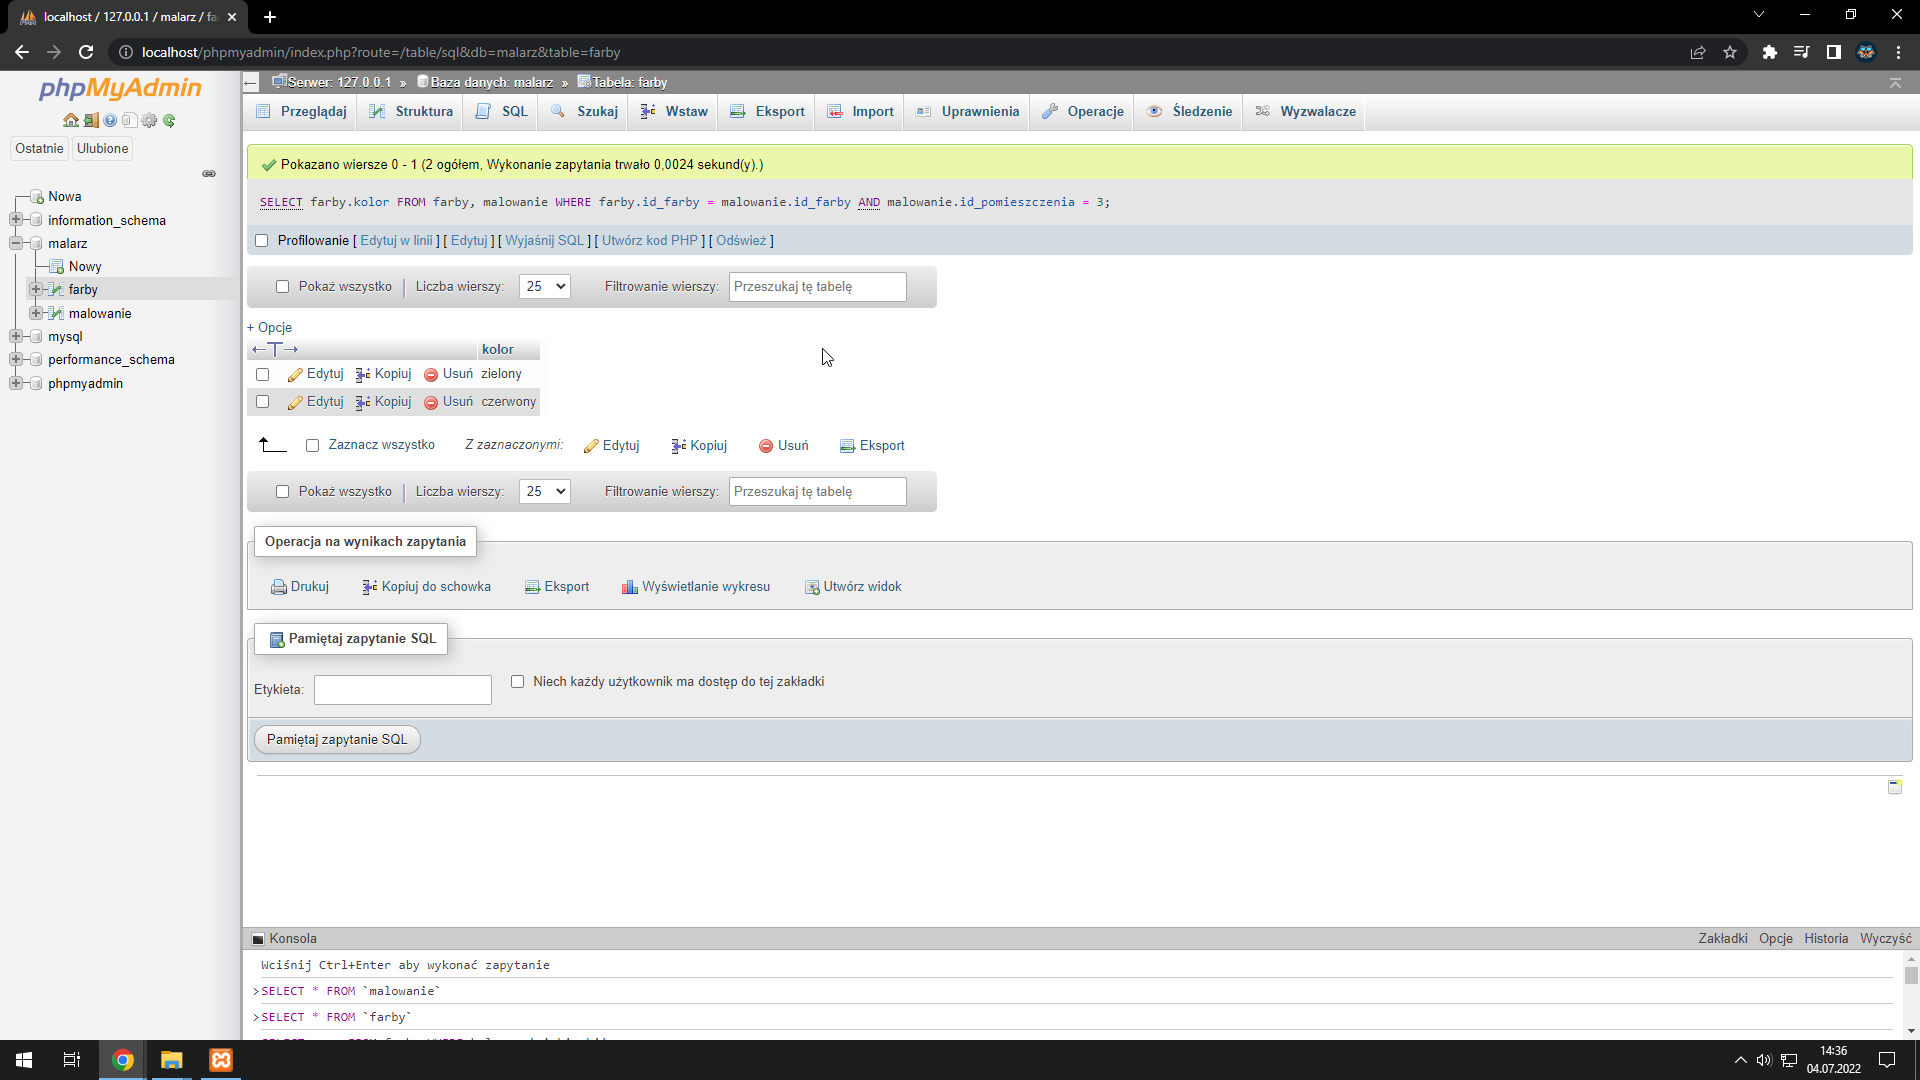 localhost / 127.0.0.1 / malarz / fa
localhost/phpmyadmin/index.php?route=/table/sql&db=malarz&table=farby
phpMyAdmin
Ostatnie Ulubione
Nowa
information_schema
malarz
Nowy
farby
malowanie
mysql
performance_schema
phpmyadmin
Serwer: 127.0.0.1 » Baza danych: malarz » Tabela: farby
Przeglądaj Struktura SQL Szukaj Wstaw Eksport Import Uprawnienia Operacje Śledzenie Wyzwalacze
Pokazano wiersze 0 - 1 (2 ogółem, Wykonanie zapytania trwało 0,0024 sekund(y).)
SELECT farby.kolor FROM farby, malowanie WHERE farby.id_farby = malowanie.id_farby AND malowanie.id_pomieszczenia = 3;
Profilowanie [ Edytuj w linii ] [ Edytuj ] [ Wyjaśnij SQL ] [ Utwórz kod PHP ] [ Odśwież ]
Pokaż wszystko | Liczba wierszy: 25 Filtrowanie wierszy: Przeszukaj tę tabelę
+ Opcje
←T→ kolor
Edytuj Kopiuj Usuń zielony
Edytuj Kopiuj Usuń czerwony
Zaznacz wszystko Z zaznaczonymi: Edytuj Kopiuj Usuń Eksport
Pokaż wszystko | Liczba wierszy: 25 Filtrowanie wierszy: Przeszukaj tę tabelę
Operacja na wynikach zapytania
Drukuj Kopiuj do schowka Eksport Wyświetlanie wykresu Utwórz widok
Pamiętaj zapytanie SQL
Etykieta: Niech każdy użytkownik ma dostęp do tej zakładki
Pamiętaj zapytanie SQL
Konsola Zakładki Opcje Historia Wyczyść
Wciśnij Ctrl+Enter aby wykonać zapytanie
>SELECT * FROM `malowanie`
>SELECT * FROM `farby`
14:36
04.07.2022